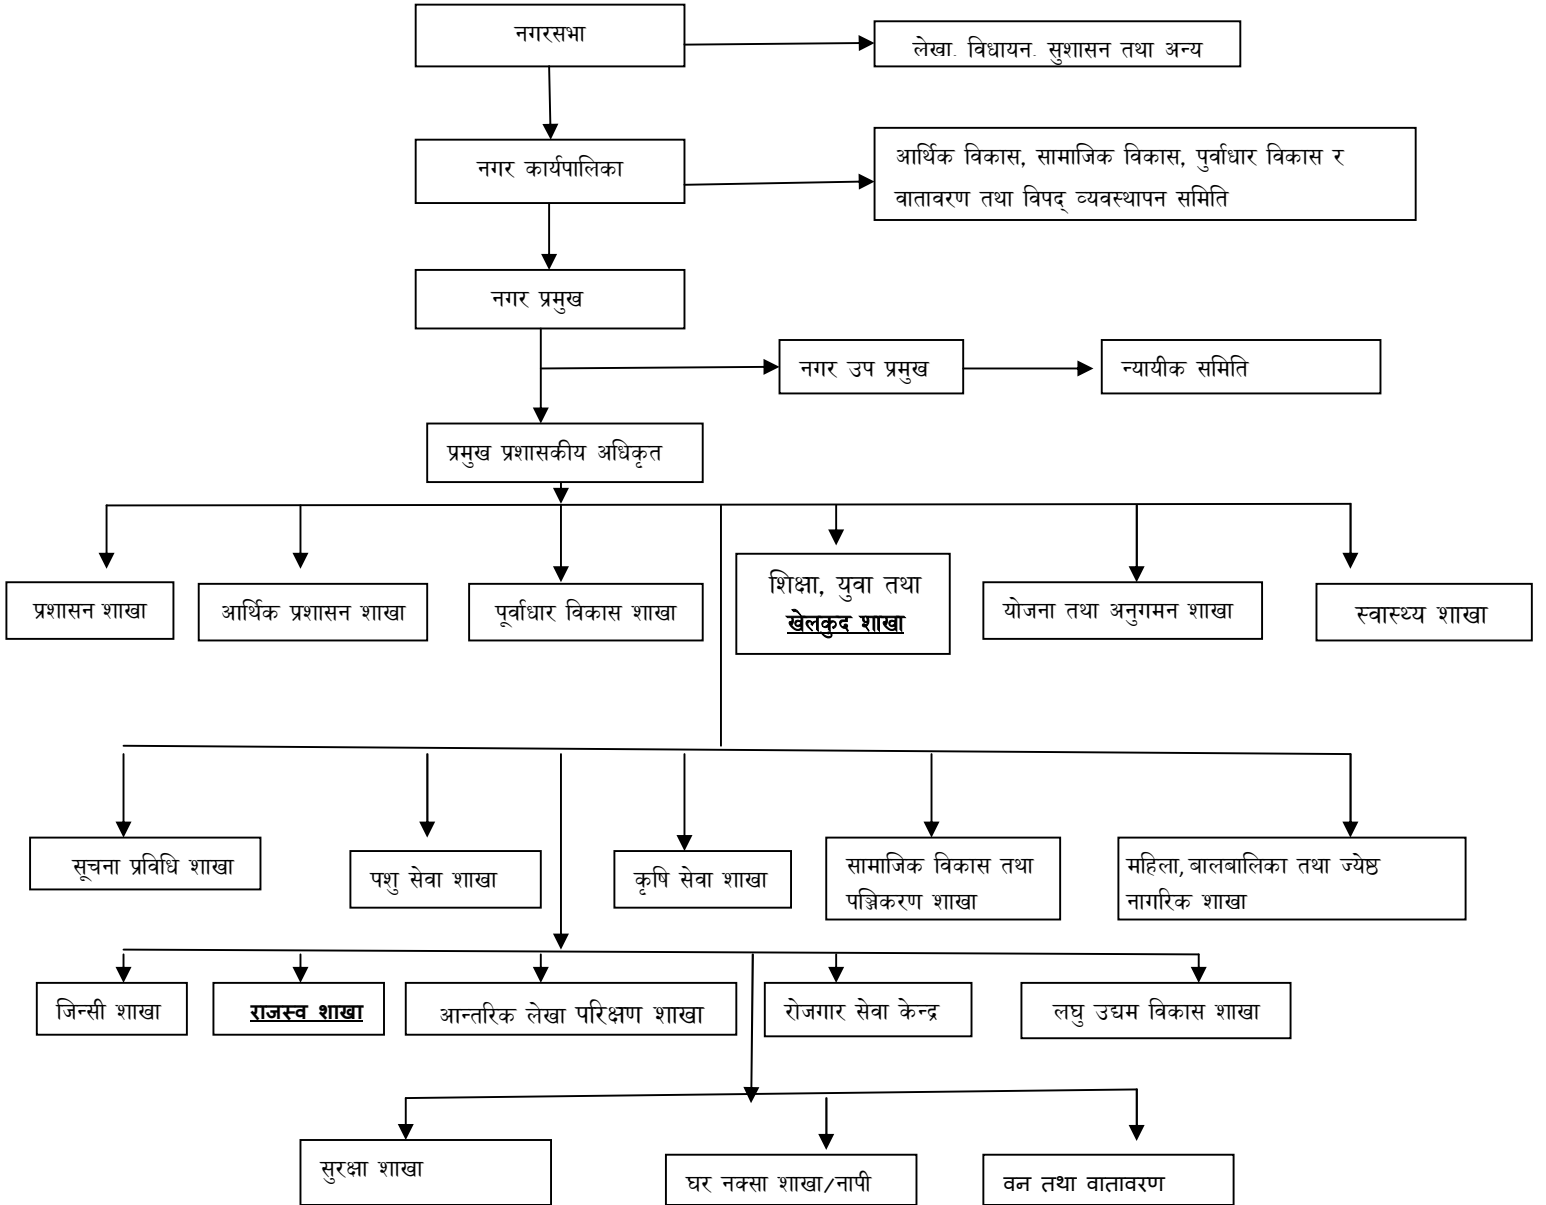 नगरसभा
लेखा. विधायन. सुशासन तथा अन्य
नगर कार्यपालिका
आर्थिक विकास, सामाजिक विकास, पुर्वाधार विकास र
वातावरण तथा विपद् व्यवस्थापन समिति
नगर प्रमुख
नगर उप प्रमुख
न्यायीक समिति
प्रमुख प्रशासकीय अधिकृत
प्रशासन शाखा
आर्थिक प्रशासन शाखा
पूर्वाधार विकास शाखा
शिक्षा, युवा तथा
खेलकुद शाखा
योजना तथा अनुगमन शाखा
स्वास्थ्य शाखा
सूचना प्रविधि शाखा
पशु सेवा शाखा
कृषि सेवा शाखा
सामाजिक विकास तथा
पञ्जिकरण शाखा
महिला, बालबालिका तथा ज्येष्ठ
नागरिक शाखा
जिन्सी शाखा
राजस्व शाखा
आन्तरिक लेखा परिक्षण शाखा
रोजगार सेवा केन्द्र
लघु उद्यम विकास शाखा
सुरक्षा शाखा
घर नक्सा शाखा/नापी
वन तथा वातावरण